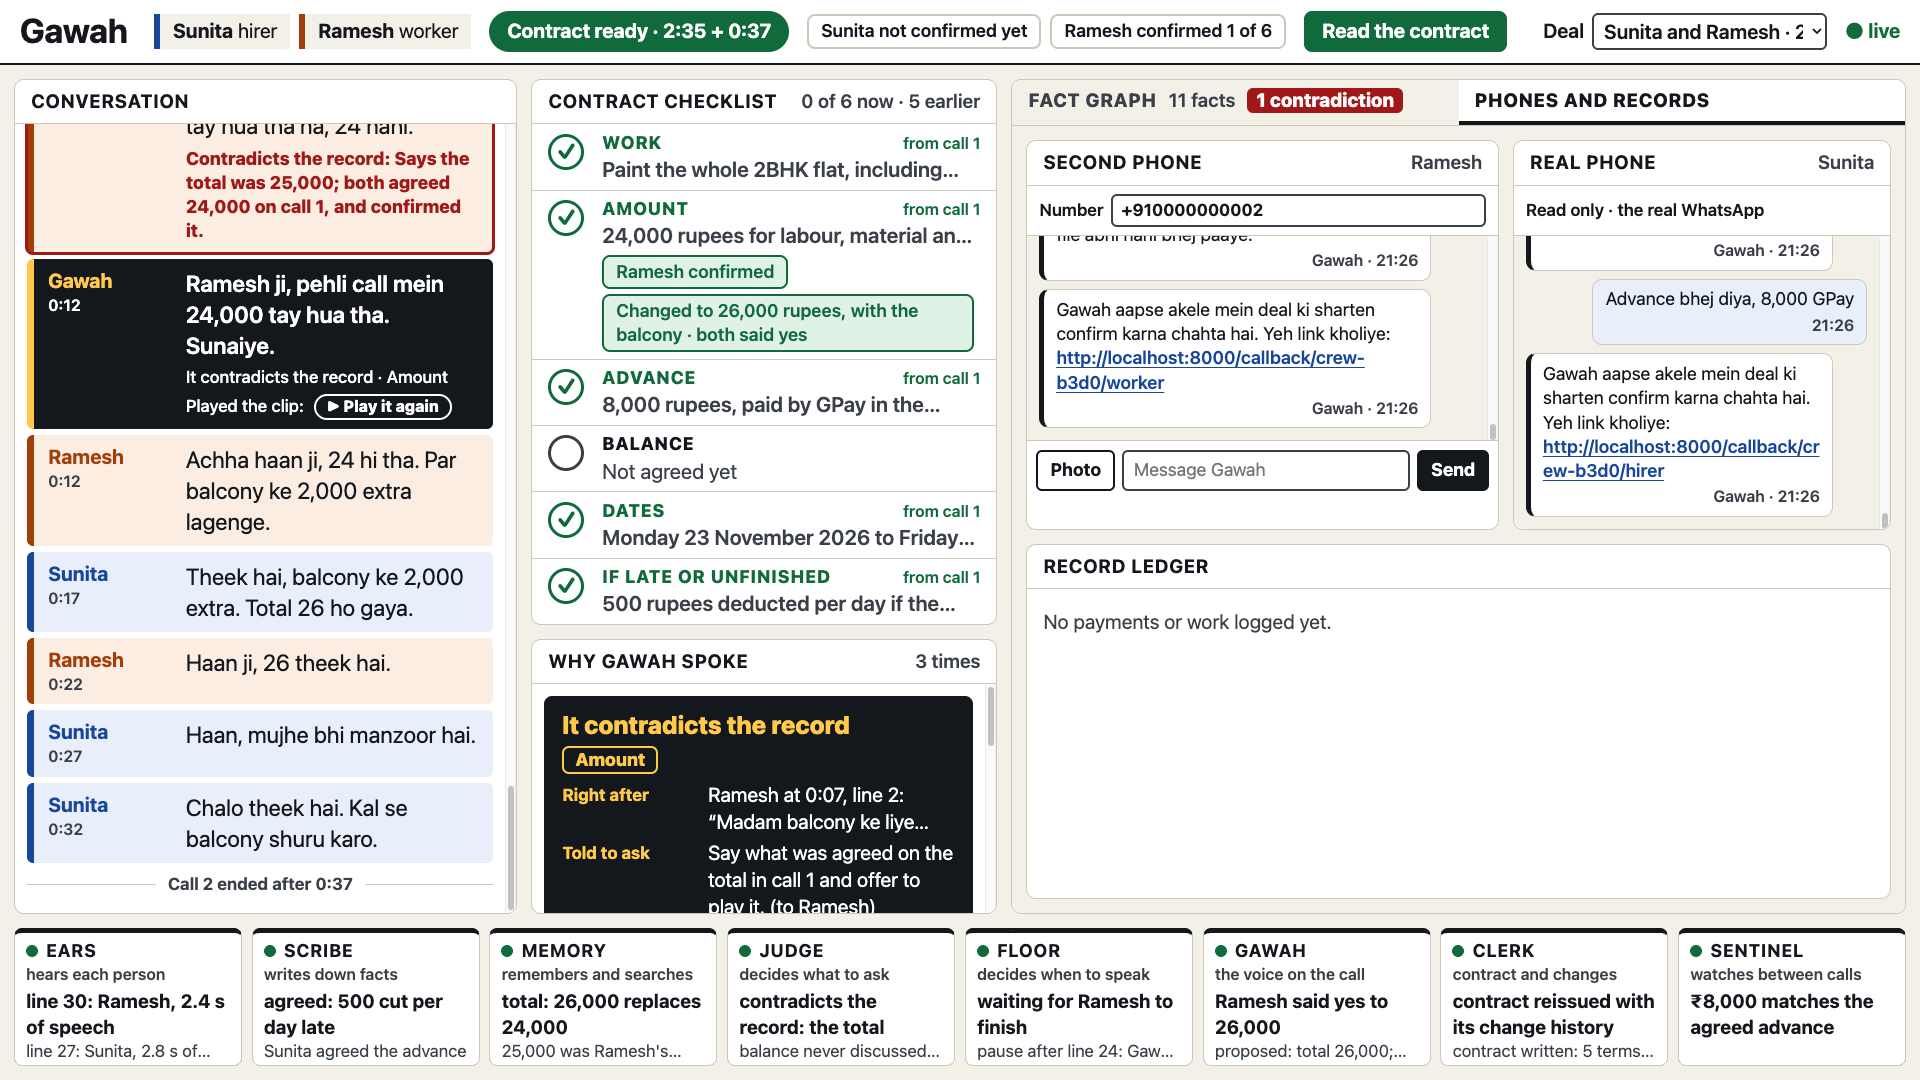 Gawah
Sunita hirer
Ramesh worker
Contract ready · 2:35 + 0:37
Sunita not confirmed yet
Ramesh confirmed 1 of 6
Read the contract
Deal
Sunita and Ramesh · 2
live
CONVERSATION
tay hua tha na, 24 nahi.
Contradicts the record: Says the
total was 25,000; both agreed
24,000 on call 1, and confirmed
it.
Gawah
0:12
Ramesh ji, pehli call mein
24,000 tay hua tha.
Sunaiye.
It contradicts the record · Amount
Played the clip: ▶ Play it again
Ramesh
0:12
Achha haan ji, 24 hi tha. Par
balcony ke 2,000 extra
lagenge.
Sunita
0:17
Theek hai, balcony ke 2,000
extra. Total 26 ho gaya.
Ramesh
0:22
Haan ji, 26 theek hai.
Sunita
0:27
Haan, mujhe bhi manzoor hai.
Sunita
0:32
Chalo theek hai. Kal se
balcony shuru karo.
Call 2 ended after 0:37
CONTRACT CHECKLIST
0 of 6 now · 5 earlier
WORK
from call 1
Paint the whole 2BHK flat, including...
AMOUNT
from call 1
24,000 rupees for labour, material an...
Ramesh confirmed
Changed to 26,000 rupees, with the
balcony · both said yes
ADVANCE
from call 1
8,000 rupees, paid by GPay in the...
BALANCE
Not agreed yet
DATES
from call 1
Monday 23 November 2026 to Friday...
IF LATE OR UNFINISHED
from call 1
500 rupees deducted per day if the...
WHY GAWAH SPOKE
3 times
It contradicts the record
Amount
Right after
Ramesh at 0:07, line 2:
“Madam balcony ke liye...
Told to ask
Say what was agreed on the
total in call 1 and offer to
play it. (to Ramesh)
FACT GRAPH
11 facts
1 contradiction
PHONES AND RECORDS
SECOND PHONE
Ramesh
Number
+910000000002
file abhi nahi bhej paaye.
Gawah · 21:26
Gawah aapse akele mein deal ki sharten
confirm karna chahta hai. Yeh link kholiye:
http://localhost:8000/callback/crew-
b3d0/worker
Gawah · 21:26
Photo
Message Gawah
Send
REAL PHONE
Sunita
Read only · the real WhatsApp
Gawah · 21:26
Advance bhej diya, 8,000 GPay
21:26
Gawah aapse akele mein deal ki
sharten confirm karna chahta hai.
Yeh link kholiye:
http://localhost:8000/callback/cr
ew-b3d0/hirer
Gawah · 21:26
RECORD LEDGER
No payments or work logged yet.
EARS
hears each person
line 30: Ramesh, 2.4 s
of speech
line 27: Sunita, 2.8 s of...
SCRIBE
writes down facts
agreed: 500 cut per
day late
Sunita agreed the advance
MEMORY
remembers and searches
total: 26,000 replaces
24,000
25,000 was Ramesh's...
JUDGE
decides what to ask
contradicts the
record: the total
balance never discussed...
FLOOR
decides when to speak
waiting for Ramesh to
finish
pause after line 24: Gaw...
GAWAH
the voice on the call
Ramesh said yes to
26,000
proposed: total 26,000;...
CLERK
contract and changes
contract reissued with
its change history
contract written: 5 terms...
SENTINEL
watches between calls
₹8,000 matches the
agreed advance